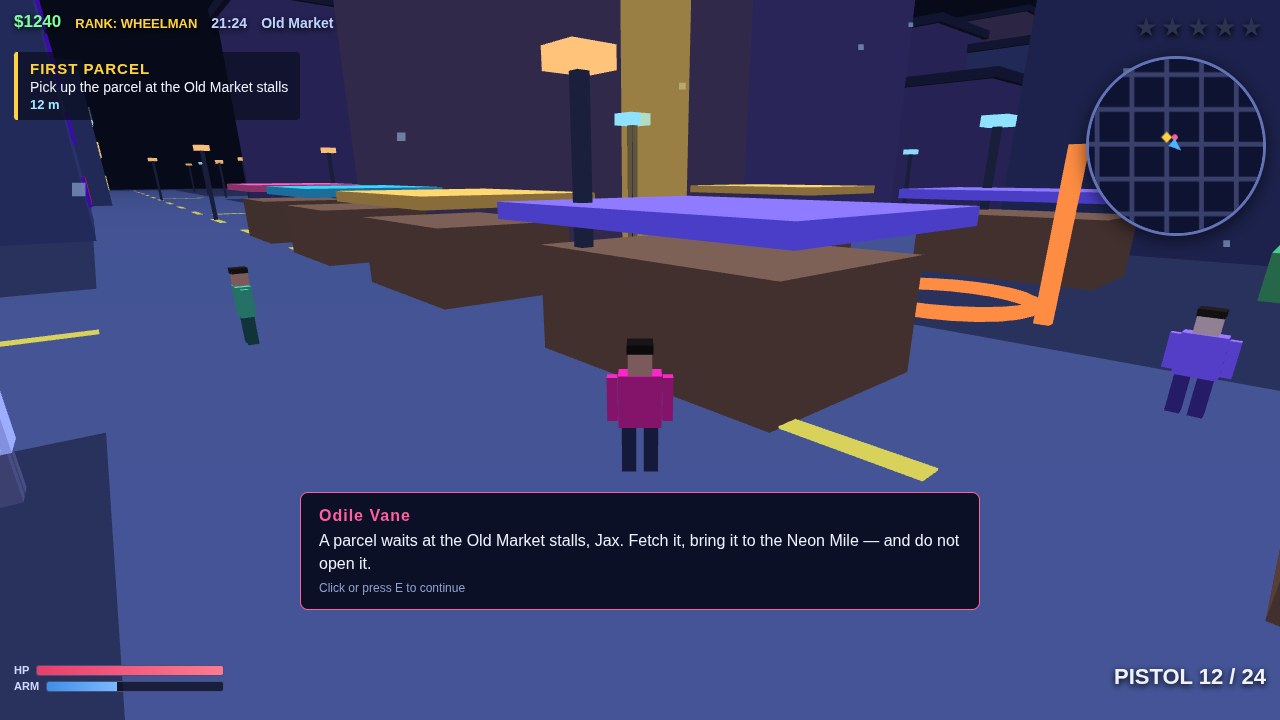 $1240 RANK: WHEELMAN 21:24 Old Market
FIRST PARCEL
Pick up the parcel at the Old Market stalls
12 m
Odile Vane
A parcel waits at the Old Market stalls, Jax. Fetch it, bring it to the Neon Mile — and do not
open it.
Click or press E to continue
HP
ARM
PISTOL 12 / 24